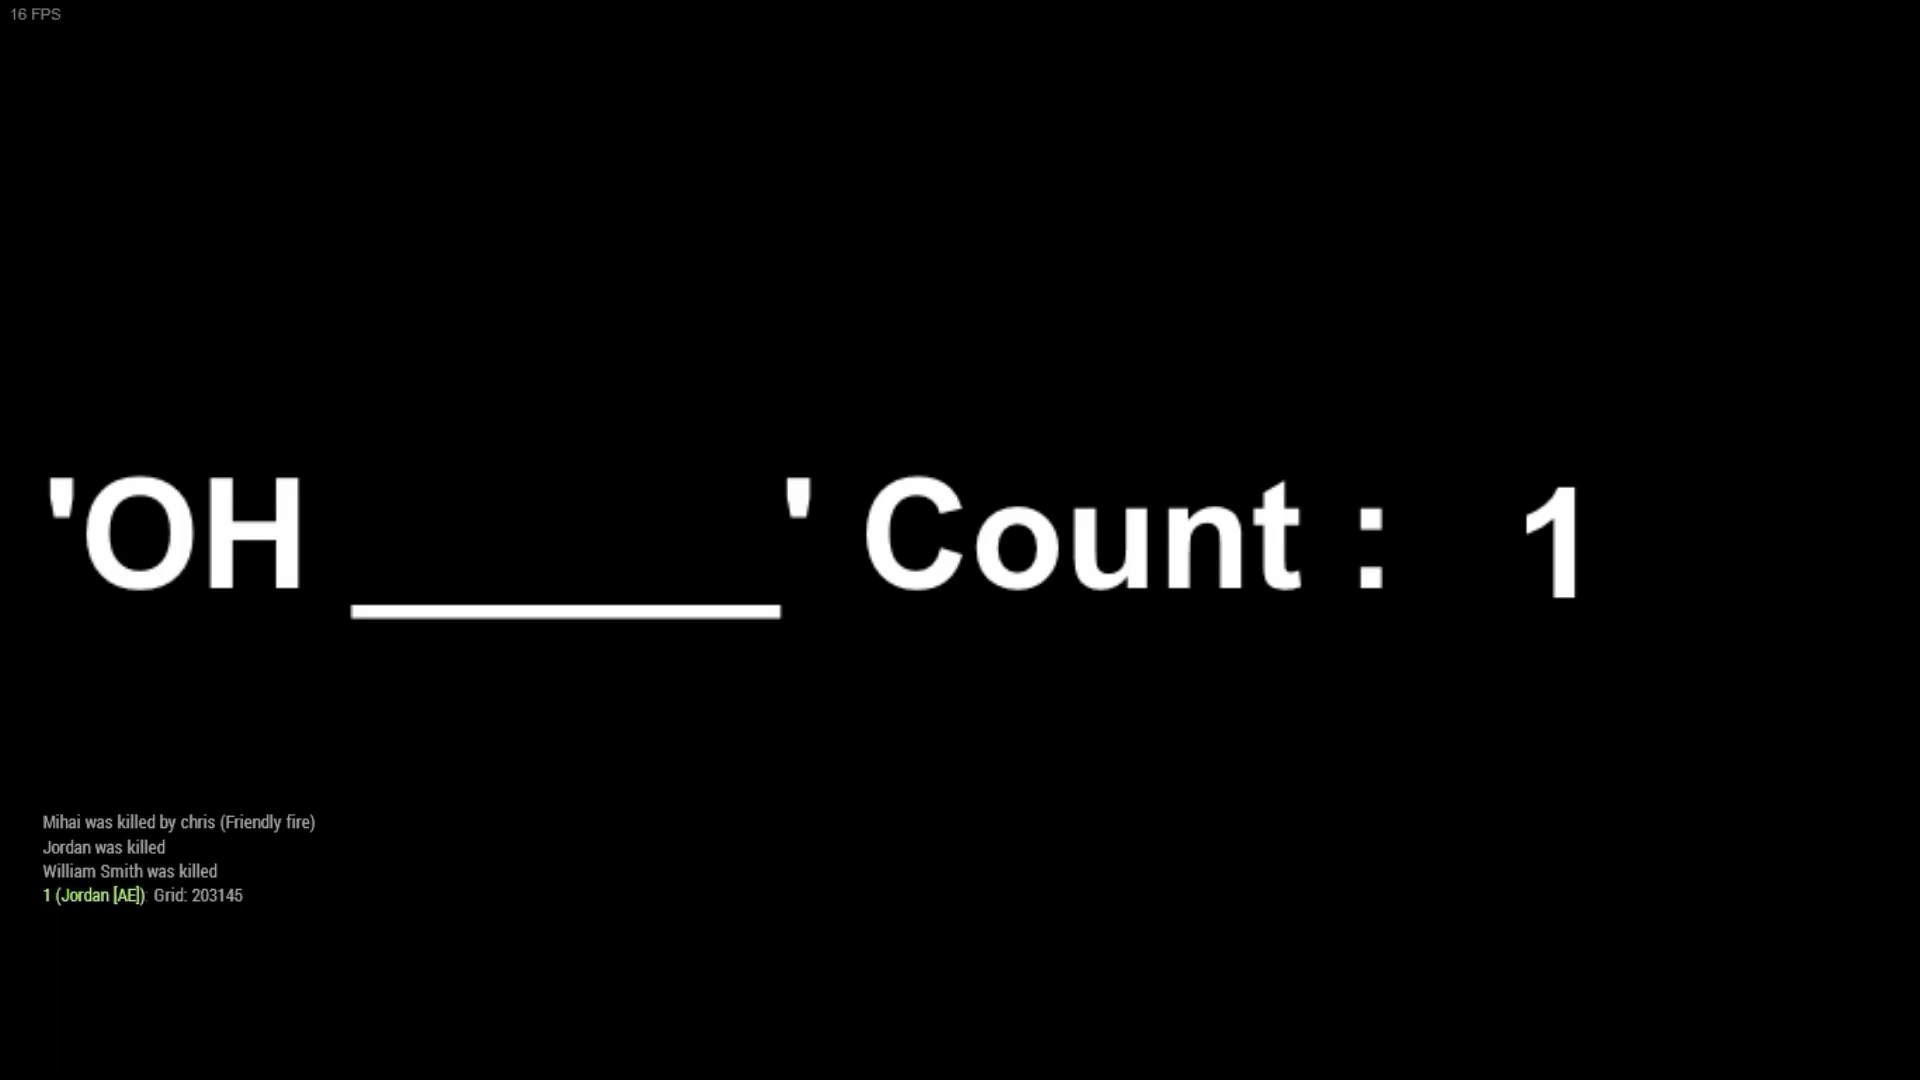 16 FPS
'OH ______' Count : 1
Mihai was killed by chris (Friendly fire)
Jordan was killed
William Smith was killed
1 (Jordan [AE]): Grid: 203145